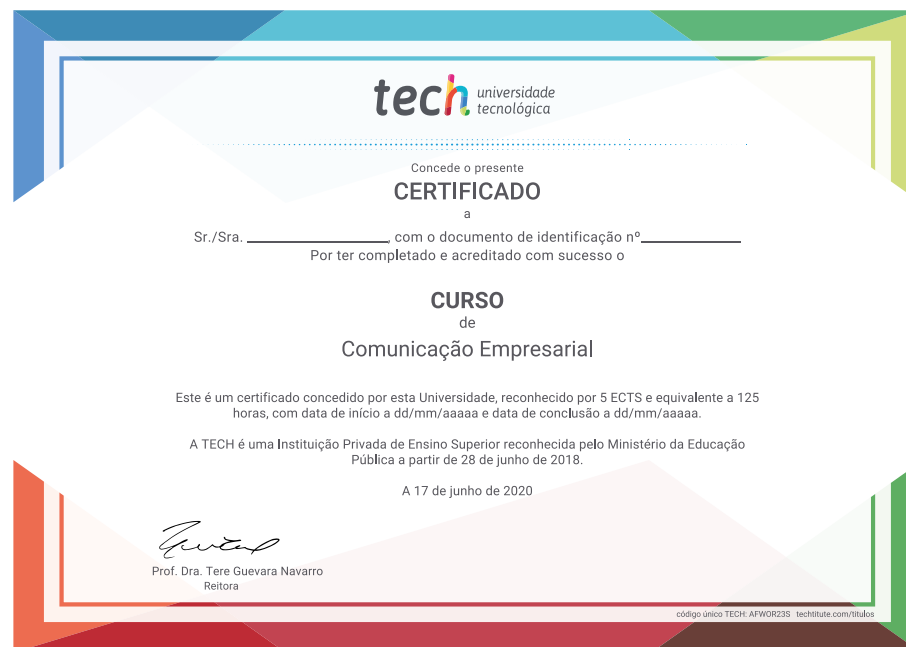 tech universidade
tecnológica
Concede o presente
CERTIFICADO
a
Sr./Sra. ____________, com o documento de identificação nº__________
Por ter completado e acreditado com sucesso o
CURSO
de
Comunicação Empresarial
Este é um certificado concedido por esta Universidade, reconhecido por 5 ECTS e equivalente a 125
horas, com data de início a dd/mm/aaaaa e data de conclusão a dd/mm/aaaaa.
A TECH é uma Instituição Privada de Ensino Superior reconhecida pelo Ministério da Educação
Pública a partir de 28 de junho de 2018.
A 17 de junho de 2020
Prof. Dra. Tere Guevara Navarro
Reitora
código único TECH: AFWOR23S techtitute.com/titulos